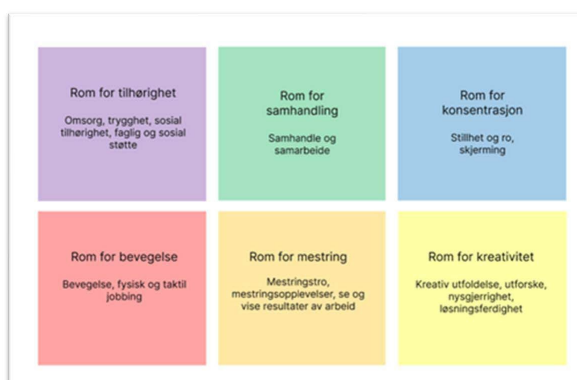 Rom for tilhørighet
Omsorg, trygghet, sosial
tilhørighet, faglig og sosial
støtte
Rom for
samhandling
Samhandle og
samarbeide
Rom for
konsentrasjon
Stillhet og ro,
skjerming
Rom for bevegelse
Bevegelse, fysisk og taktil
jobbing
Rom for mestring
Mestringstro,
mestringsopplevelser, se og
vise resultater av arbeid
Rom for kreativitet
Kreativ utfoldelse, utforske,
nysgjerrighet,
løsningsferdighet